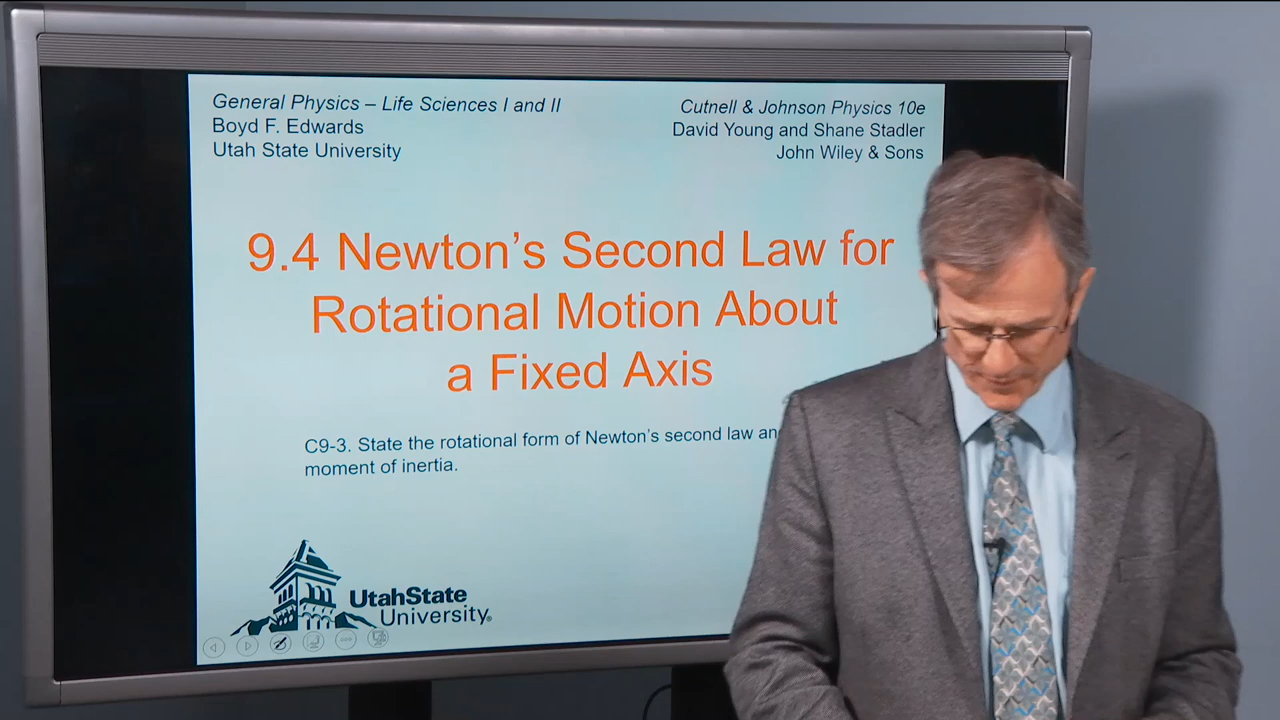 General Physics – Life Sciences I and II
Boyd F. Edwards
Utah State University
Cutnell & Johnson Physics 10e
David Young and Shane Stadler
John Wiley & Sons
9.4 Newton's Second Law for
Rotational Motion About
a Fixed Axis
C9-3. State the rotational form of Newton's second law and
moment of inertia.
UtahState
University®